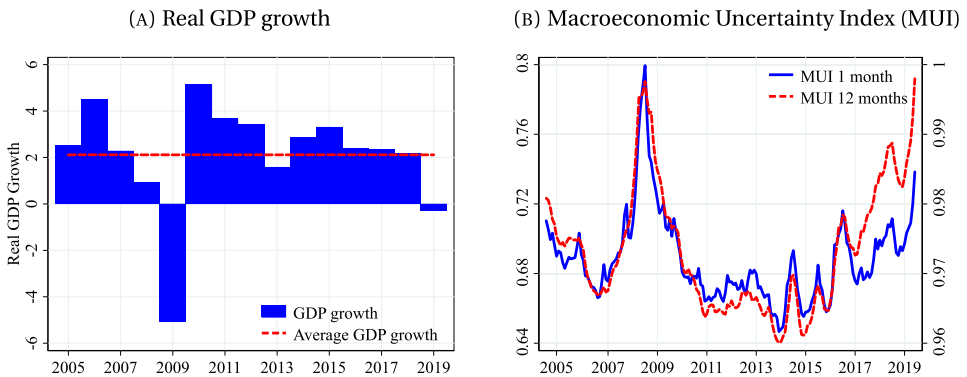 (A) Real GDP growth
Real GDP Growth
6
4
2
0
-2
-4
-6
GDP growth
Average GDP growth
2005 2007 2009 2011 2013 2015 2017 2019
(B) Macroeconomic Uncertainty Index (MUI)
0.8
0.76
0.72
0.68
0.64
MUI 1 month
MUI 12 months
1
0.99
0.98
0.97
0.96
2005 2007 2009 2011 2013 2015 2017 2019